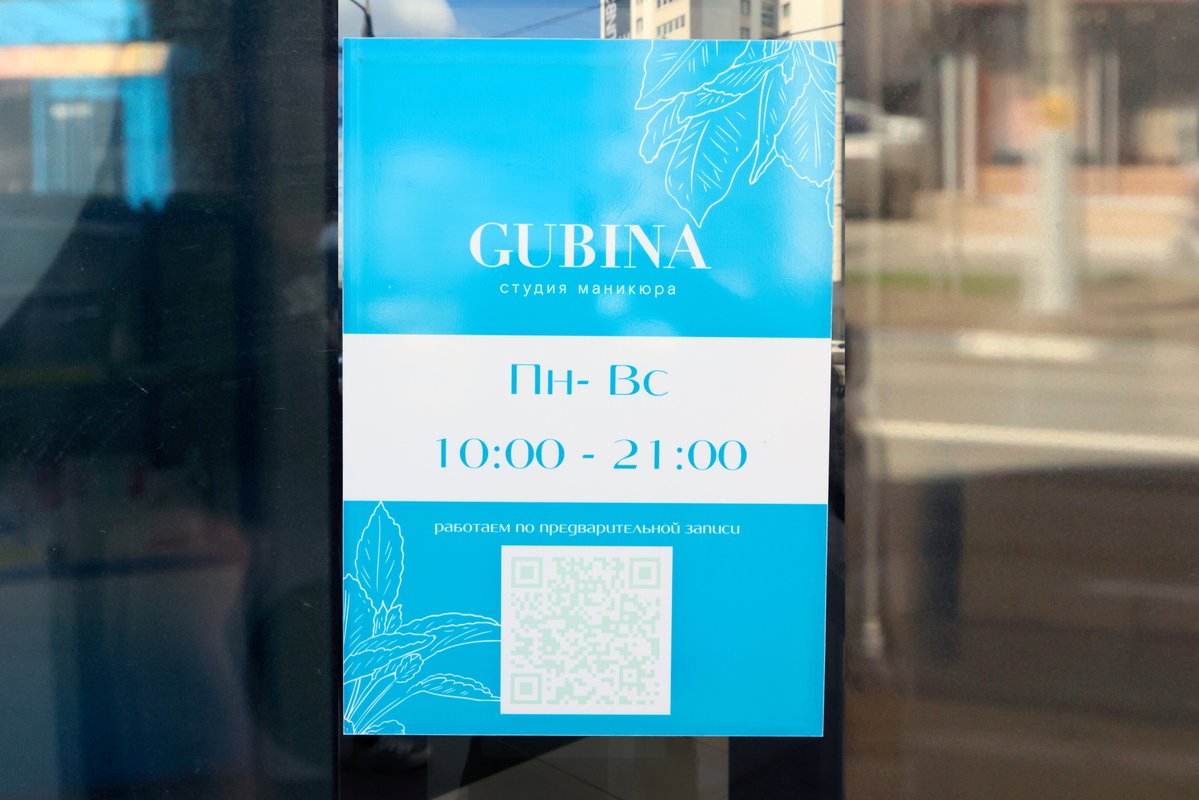 GUBINA
студия маникюра
Пн- Вс
10:00 - 21:00
работаем по предварительной записи